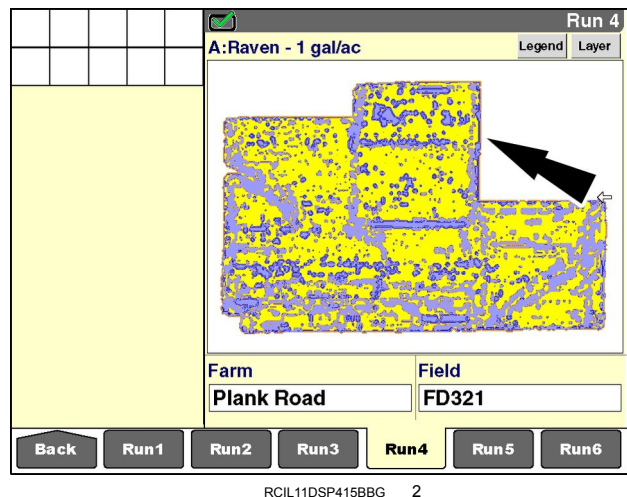 Run 4
A:Raven - 1 gal/ac
Legend Layer
Farm Field
Plank Road FD321
Back Run1 Run2 Run3 Run4 Run5 Run6
RCIL11DSP415BBG 2